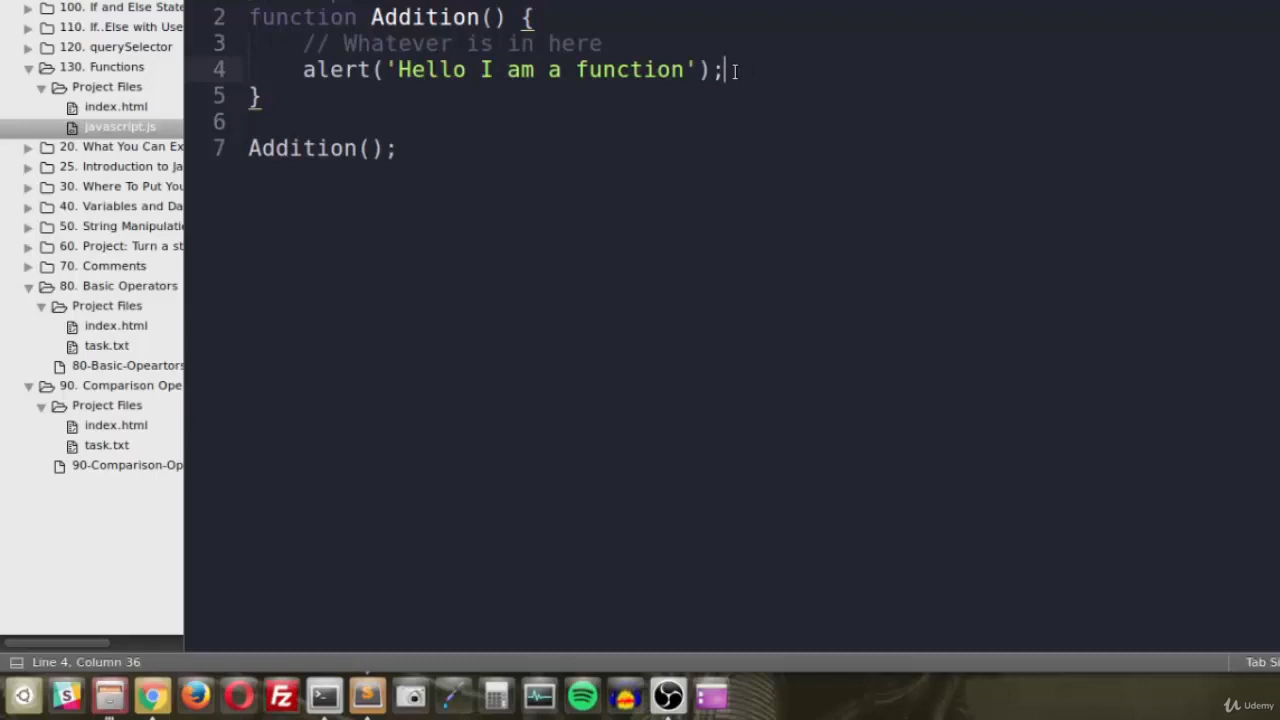 100. If and Else State
110. If..Else with Use
120. querySelector
130. Functions
Project Files
index.html
javascript.js
20. What You Can Ex
25. Introduction to Ja
30. Where To Put You
40. Variables and Da
50. String Manipulati
60. Project: Turn a st
70. Comments
80. Basic Operators
Project Files
index.html
task.txt
80-Basic-Opeartors
90. Comparison Ope
Project Files
index.html
task.txt
90-Comparison-Op
2 function Addition() {
3 // Whatever is in here
4 alert('Hello I am a function');
5 }
6
7 Addition();
Line 4, Column 36
Tab Si
Udemy